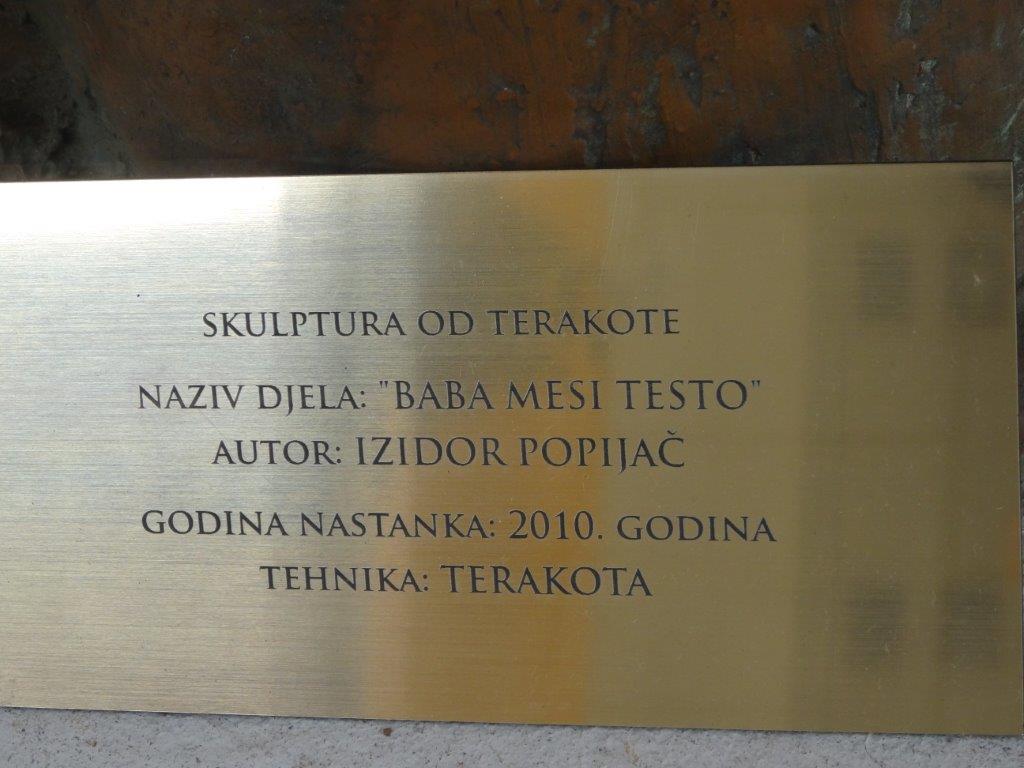 SKULPTURA OD TERAKOTE
NAZIV DJELA: "BABA MESI TESTO"
AUTOR: IZIDOR POPIJAČ
GODINA NASTANKA: 2010. GODINA
TEHNIKA: TERAKOTA